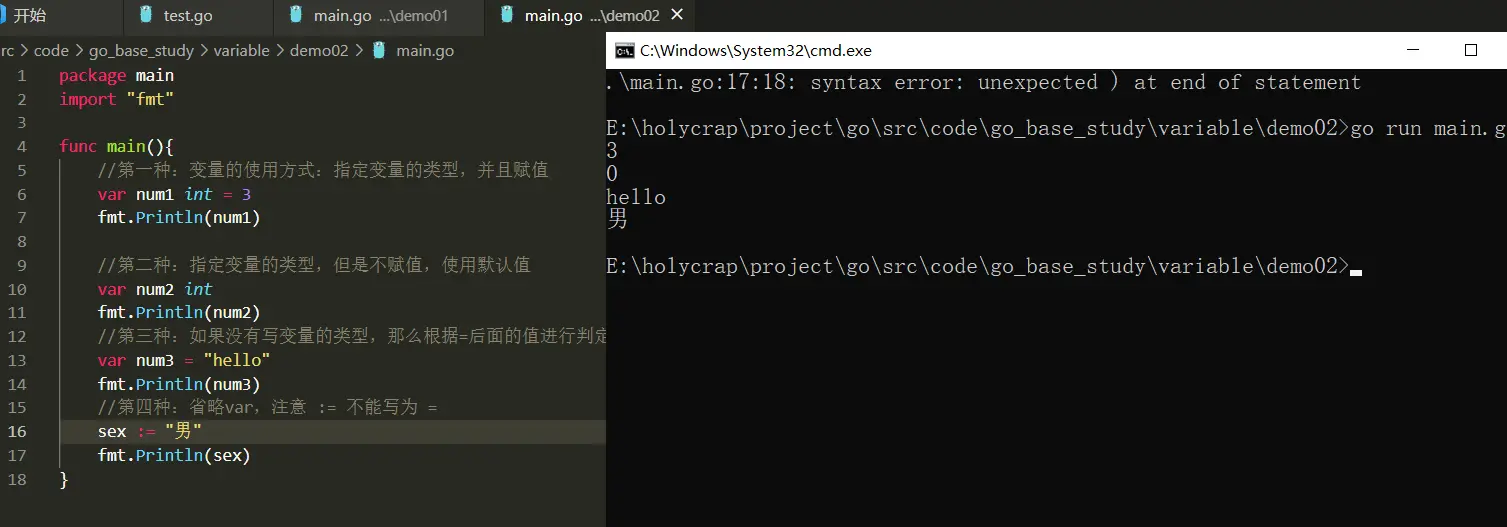 开始 test.go main.go ...\demo01 main.go ...\demo02
rc > code > go_base_study > variable > demo02 > main.go
1 package main
2 import "fmt"
3
4 func main(){
5 //第一种：变量的使用方式：指定变量的类型，并且赋值
6 var num1 int = 3
7 fmt.Println(num1)
8
9 //第二种：指定变量的类型，但是不赋值，使用默认值
10 var num2 int
11 fmt.Println(num2)
12 //第三种：如果没有写变量的类型，那么根据=后面的值进行判定
13 var num3 = "hello"
14 fmt.Println(num3)
15 //第四种：省略var，注意 := 不能写为 =
16 sex := "男"
17 fmt.Println(sex)
18 }
C:\Windows\System32\cmd.exe
.\main.go:17:18: syntax error: unexpected ) at end of statement
E:\holycrap\project\go\src\code\go_base_study\variable\demo02>go run main.g
3
0
hello
男
E:\holycrap\project\go\src\code\go_base_study\variable\demo02>